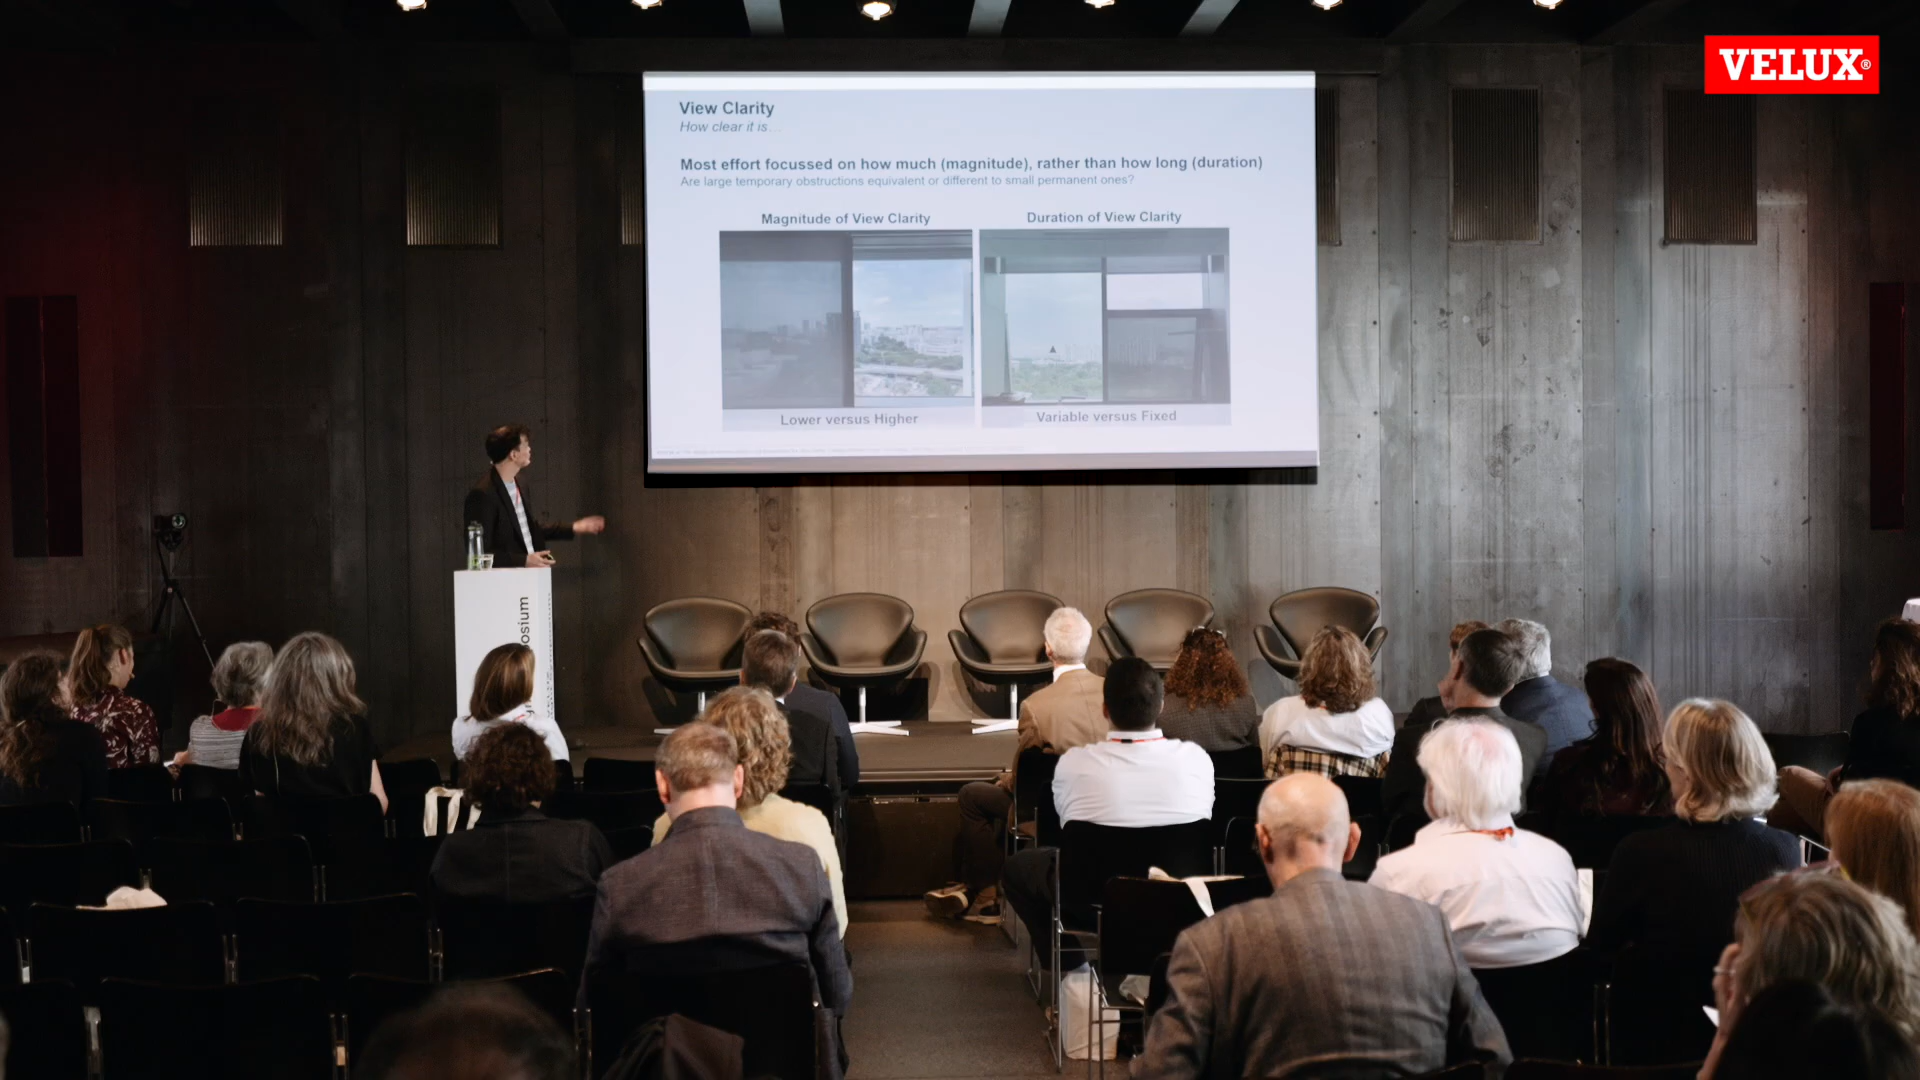 VELUX®
View Clarity
How clear it is...
Most effort focussed on how much (magnitude), rather than how long (duration)
Are large temporary obstructions equivalent or different to small permanent ones?
Magnitude of View Clarity
Duration of View Clarity
Lower versus Higher
Variable versus Fixed
osium